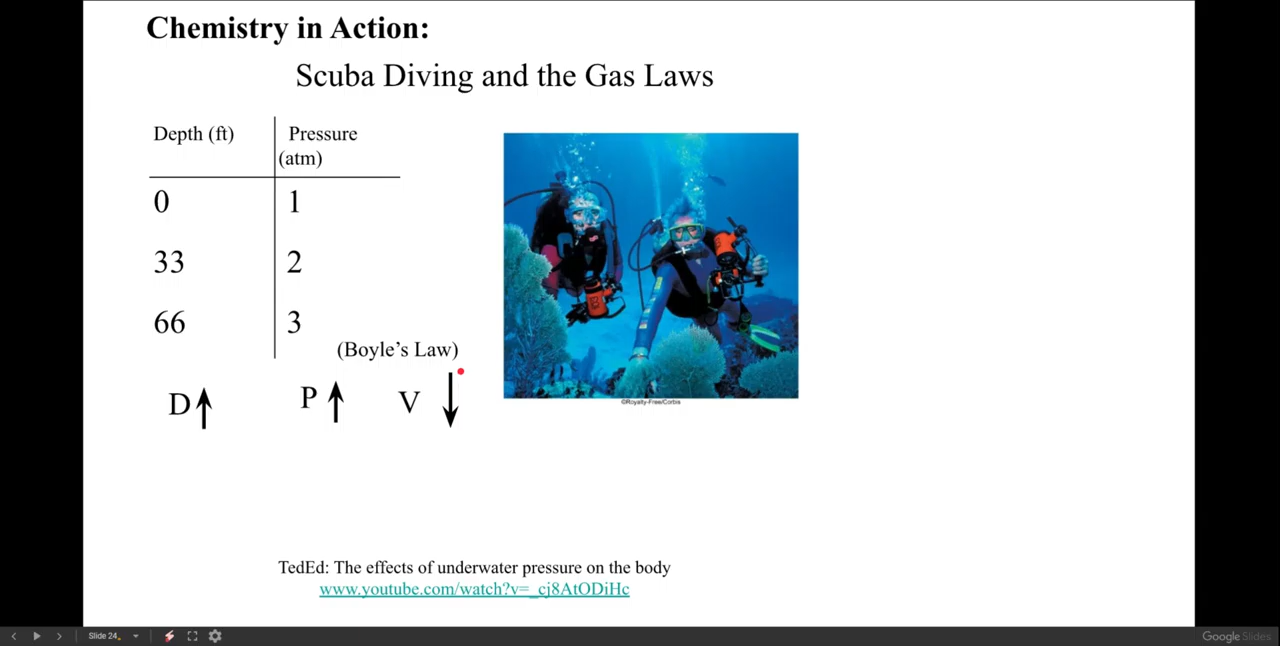 Chemistry in Action:
Scuba Diving and the Gas Laws
Depth (ft) Pressure
(atm)
0 1
33 2
66 3
(Boyle's Law)
D P V
©Royalty-Free/Corbis
TedEd: The effects of underwater pressure on the body
www.youtube.com/watch?v=_cj8AtODiHc
Slide 24
Google Slides